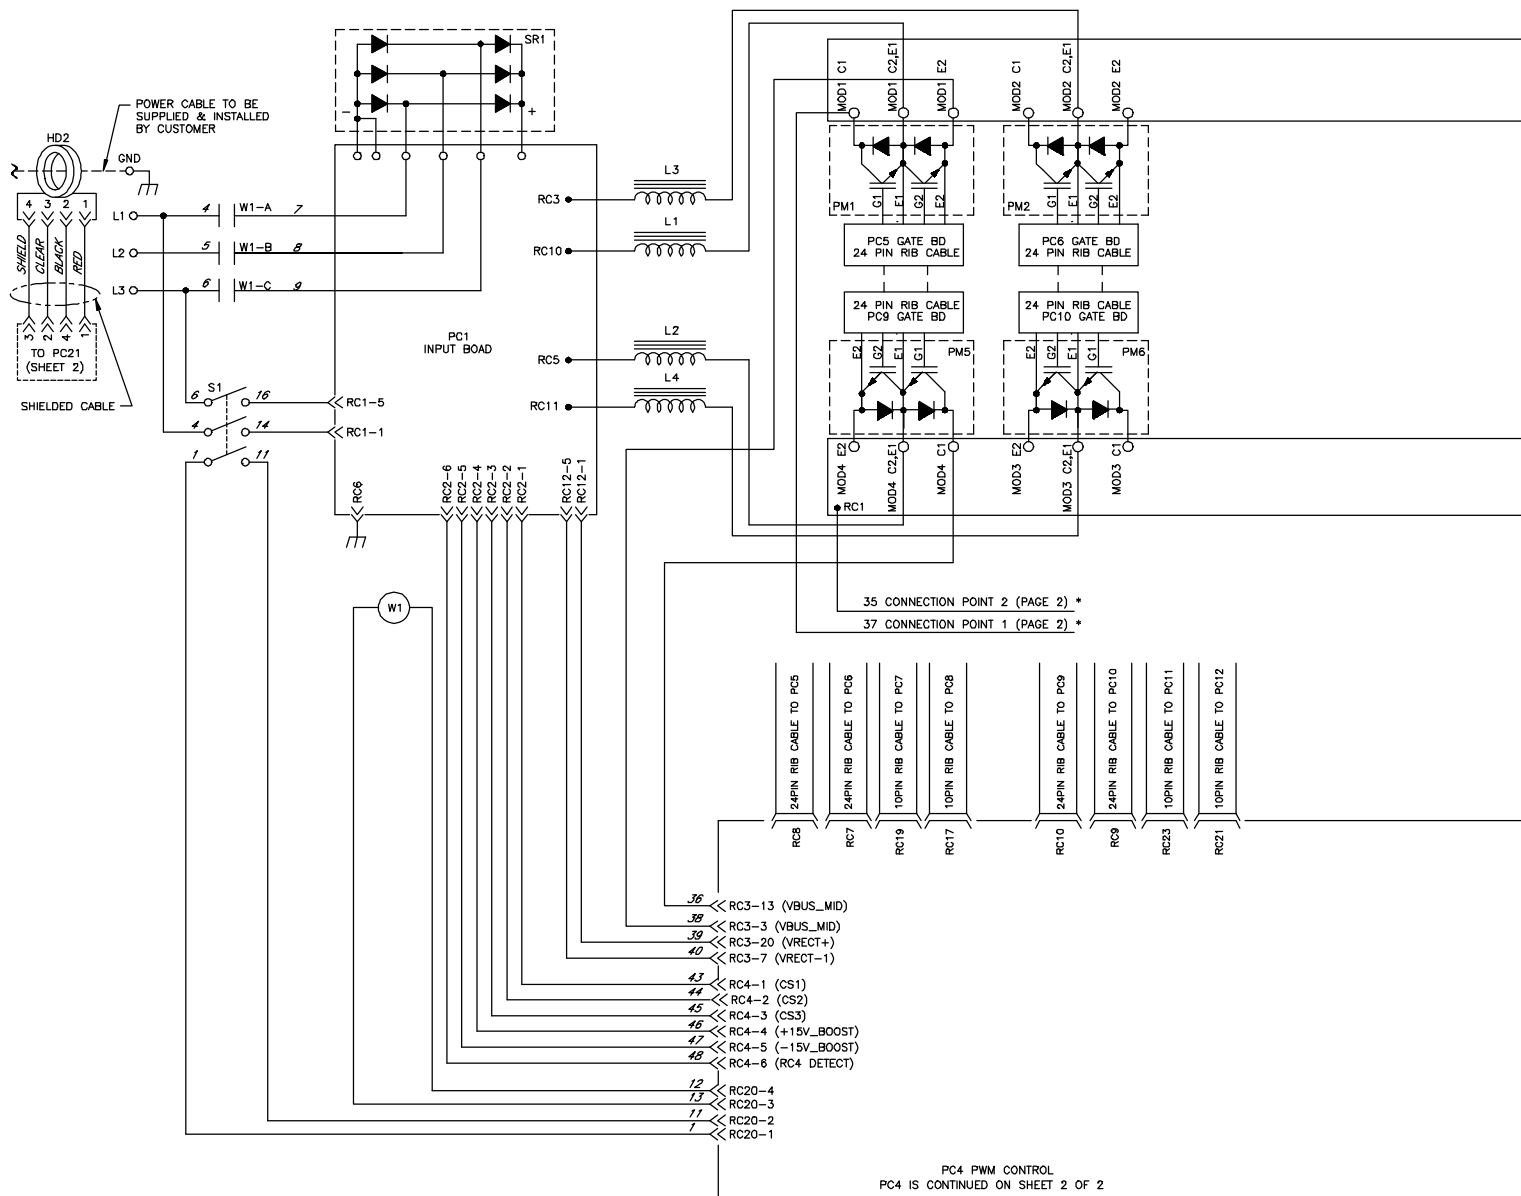 SR1
-
+
POWER CABLE TO BE
SUPPLIED & INSTALLED
BY CUSTOMER
HD2
GND
4 3 2 1
SHIELD
CLEAR
BLACK
RED
3 2 4 1
TO PC21
(SHEET 2)
SHIELDED CABLE
L1
4 W1-A 7
L2
5 W1-B 8
L3
6 W1-C 9
S1
6 16
4 14
1 11
RC1-5
RC1-1
PC1
INPUT BOAD
RC3
RC10
RC5
RC11
RC6
RC2-6
RC2-5
RC2-4
RC2-3
RC2-2
RC2-1
RC12-5
RC12-1
L3
L1
L2
L4
MOD1 C1
MOD1 C2,E1
MOD1 E2
MOD2 C1
MOD2 C2,E1
MOD2 E2
PM1
G1
E1
G2
E2
PM2
G1
E1
G2
E2
PC5 GATE BD
24 PIN RIB CABLE
PC6 GATE BD
24 PIN RIB CABLE
24 PIN RIB CABLE
PC9 GATE BD
24 PIN RIB CABLE
PC10 GATE BD
E2
G2
E1
G1
PM5
E2
G2
E1
G1
PM6
MOD4 E2
MOD4 C2,E1
MOD4 C1
MOD3 E2
MOD3 C2,E1
MOD3 C1
RC1
W1
35 CONNECTION POINT 2 (PAGE 2) *
37 CONNECTION POINT 1 (PAGE 2) *
24PIN RIB CABLE TO PC5
24PIN RIB CABLE TO PC6
10PIN RIB CABLE TO PC7
10PIN RIB CABLE TO PC8
24PIN RIB CABLE TO PC9
24PIN RIB CABLE TO PC10
10PIN RIB CABLE TO PC11
10PIN RIB CABLE TO PC12
RC8
RC7
RC19
RC17
RC10
RC9
RC23
RC21
36 RC3-13 (VBUS_MID)
38 RC3-3 (VBUS_MID)
39 RC3-20 (VRECT+)
40 RC3-7 (VRECT-1)
43 RC4-1 (CS1)
44 RC4-2 (CS2)
45 RC4-3 (CS3)
46 RC4-4 (+15V_BOOST)
47 RC4-5 (-15V_BOOST)
48 RC4-6 (RC4 DETECT)
12 RC20-4
13 RC20-3
11 RC20-2
1 RC20-1
PC4 PWM CONTROL
PC4 IS CONTINUED ON SHEET 2 OF 2